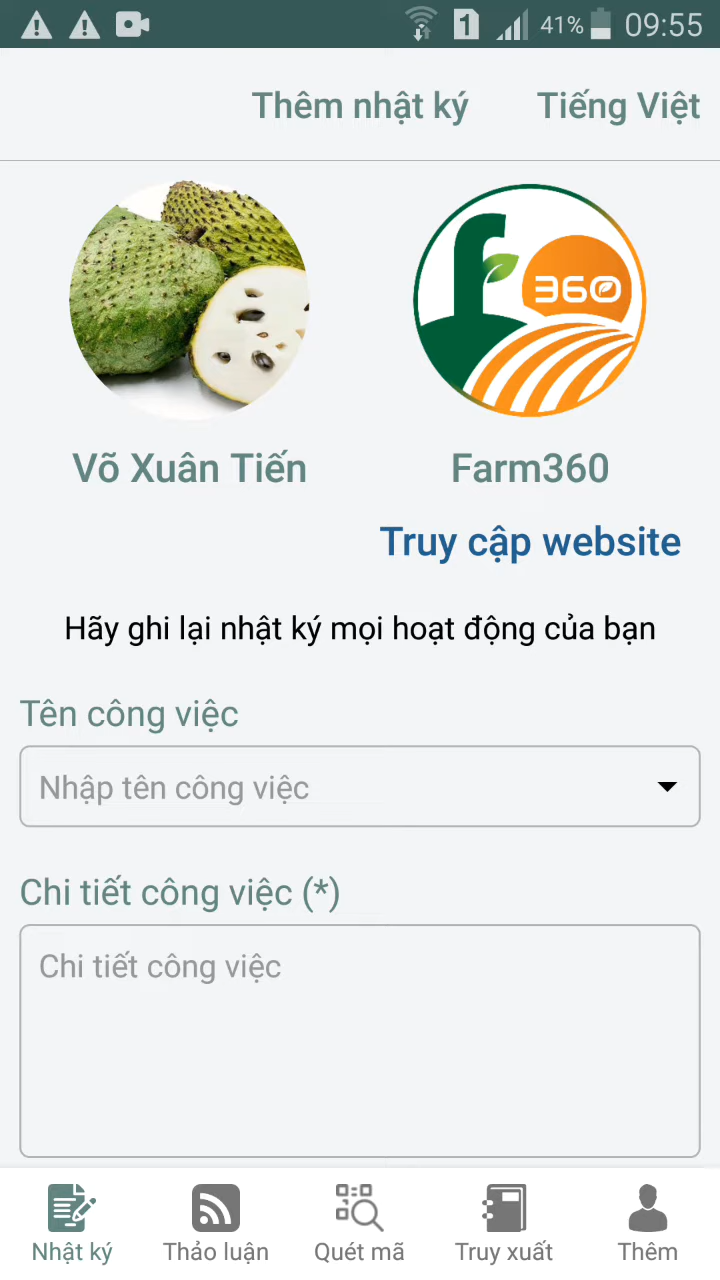 1 41% 09:55
Thêm nhật ký Tiếng Việt
360
Võ Xuân Tiến Farm360
Truy cập website
Hãy ghi lại nhật ký mọi hoạt động của bạn
Tên công việc
Nhập tên công việc
Chi tiết công việc (*)
Chi tiết công việc
Nhật ký Thảo luận Quét mã Truy xuất Thêm